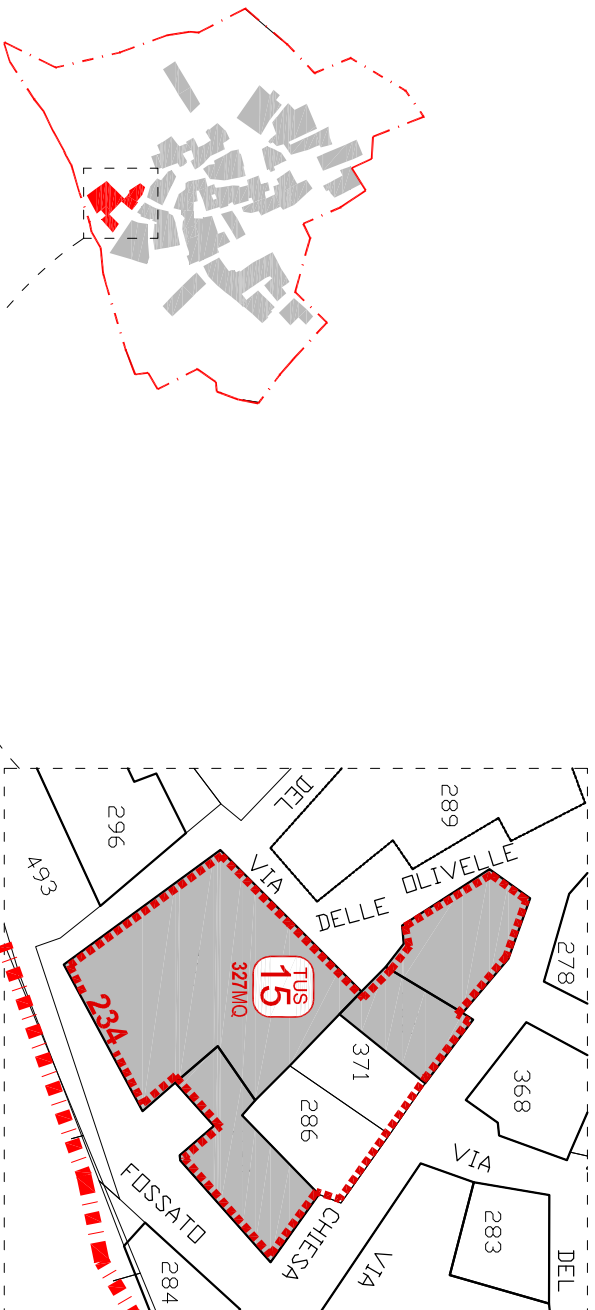 DEL
289
296
VIA
OLIVELLE
493
DELLE
278
TUS
15
327MQ
234
371
368
286
VIA
FOSSATO
CHIESA
283
VIA
DEL
284